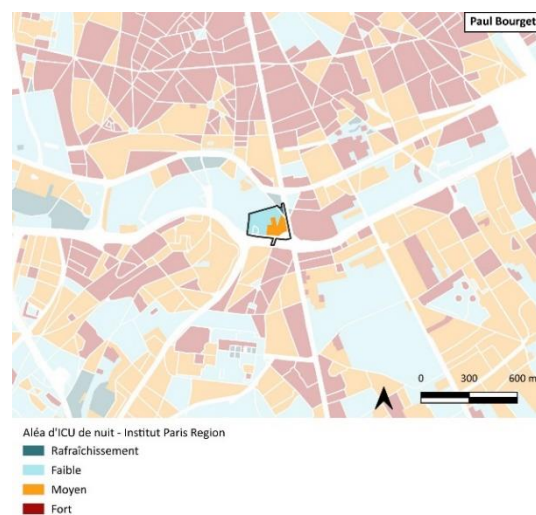 Paul Bourget
0 300 600 m
Aléa d'ICU de nuit - Institut Paris Region
Rafraîchissement
Faible
Moyen
Fort